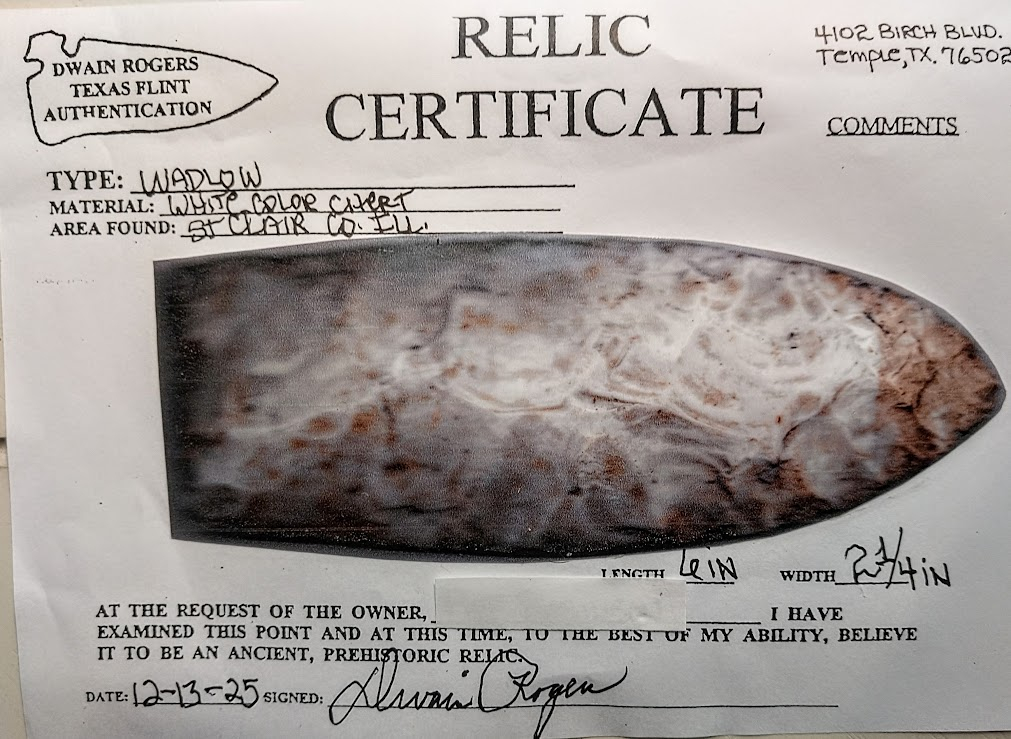 DWAIN ROGERS
TEXAS FLINT
AUTHENTICATION
RELIC
CERTIFICATE
4102 BIRCH BLVD.
Temple, TX. 76502
COMMENTS
TYPE: WADLOW
MATERIAL: WHITE COLOR CHERT
AREA FOUND: ST CLAIR CO. ILL.
LENGTH 6 IN WIDTH 2 1/4 IN
AT THE REQUEST OF THE OWNER, I HAVE
EXAMINED THIS POINT AND AT THIS TIME, TO THE BEST OF MY ABILITY, BELIEVE
IT TO BE AN ANCIENT, PREHISTORIC RELIC.
DATE: 12-13-25 SIGNED: Dwain Rogers